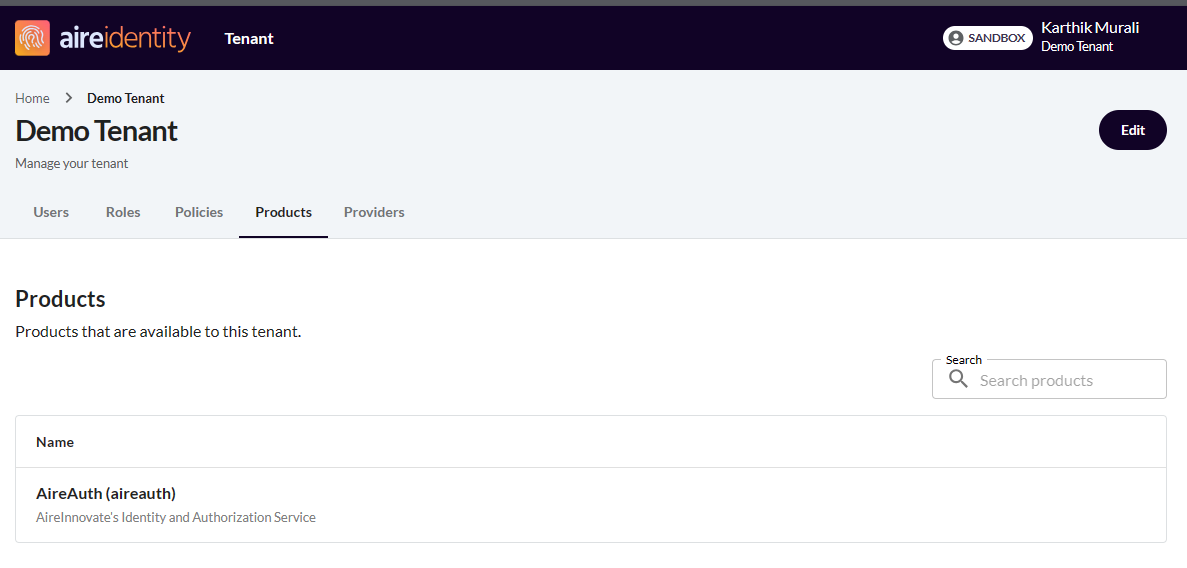 aireidentity Tenant SANDBOX Karthik Murali
Demo Tenant
Home Demo Tenant
Demo Tenant
Edit
Manage your tenant
Users Roles Policies Products Providers
Products
Products that are available to this tenant.
Search
Search products
Name
AireAuth (aireauth)
AireInnovate's Identity and Authorization Service